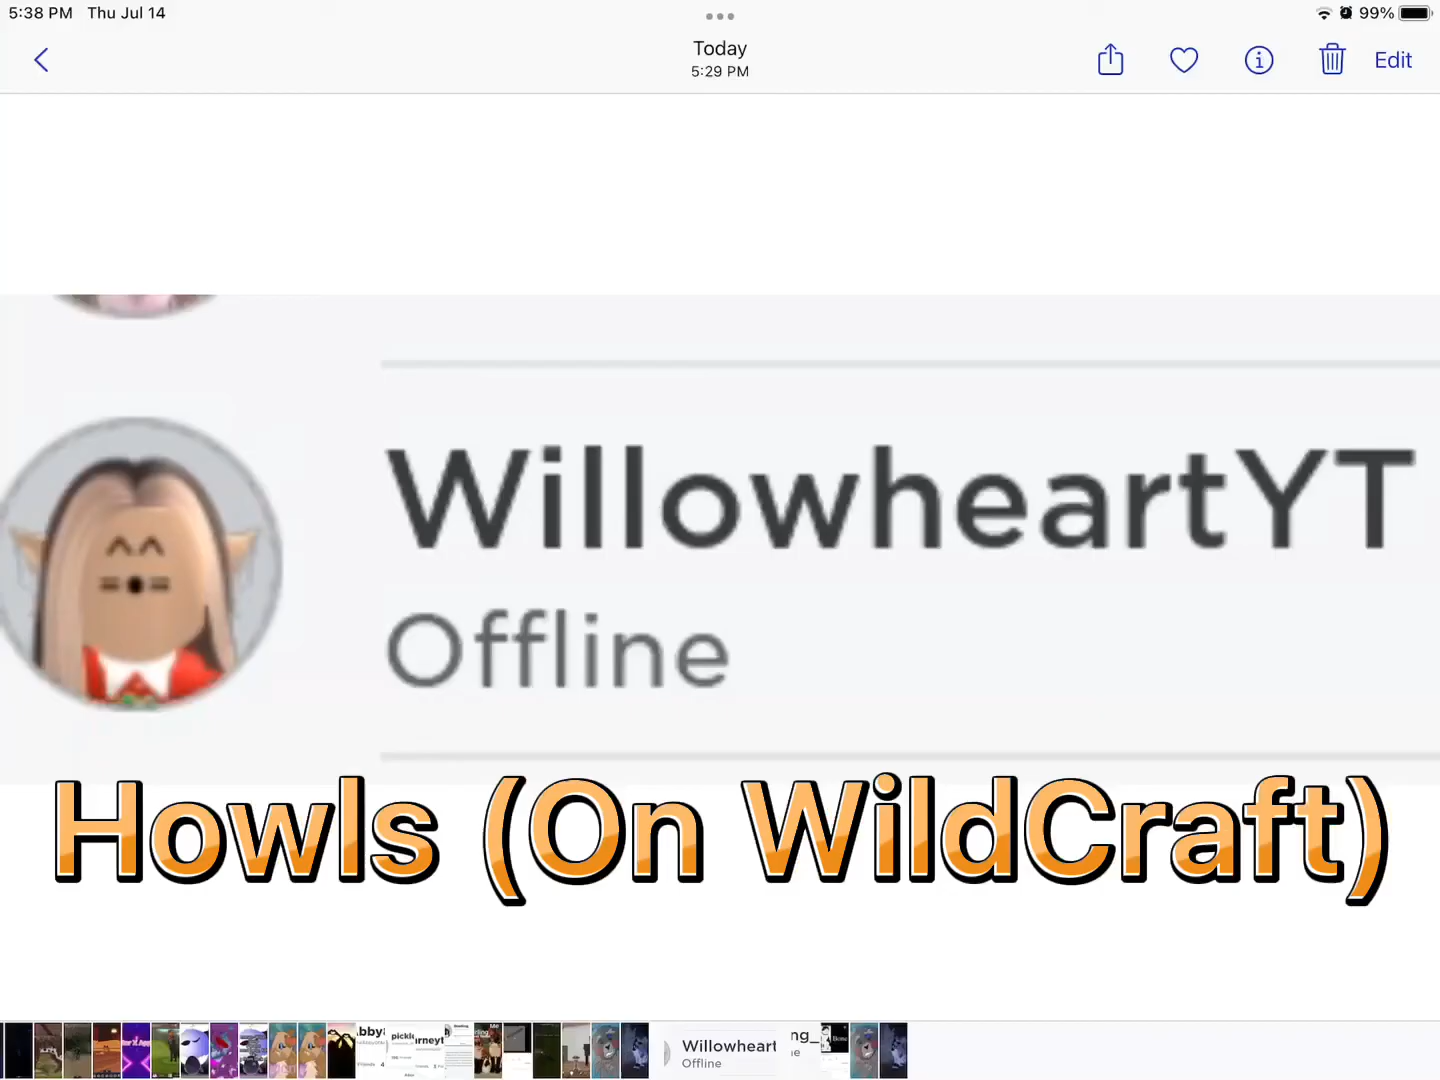 5:38 PM Thu Jul 14
99%
Today
5:29 PM
Edit
WillowheartYT
Offline
Howls (On WildCraft)
Willowheart
Offline